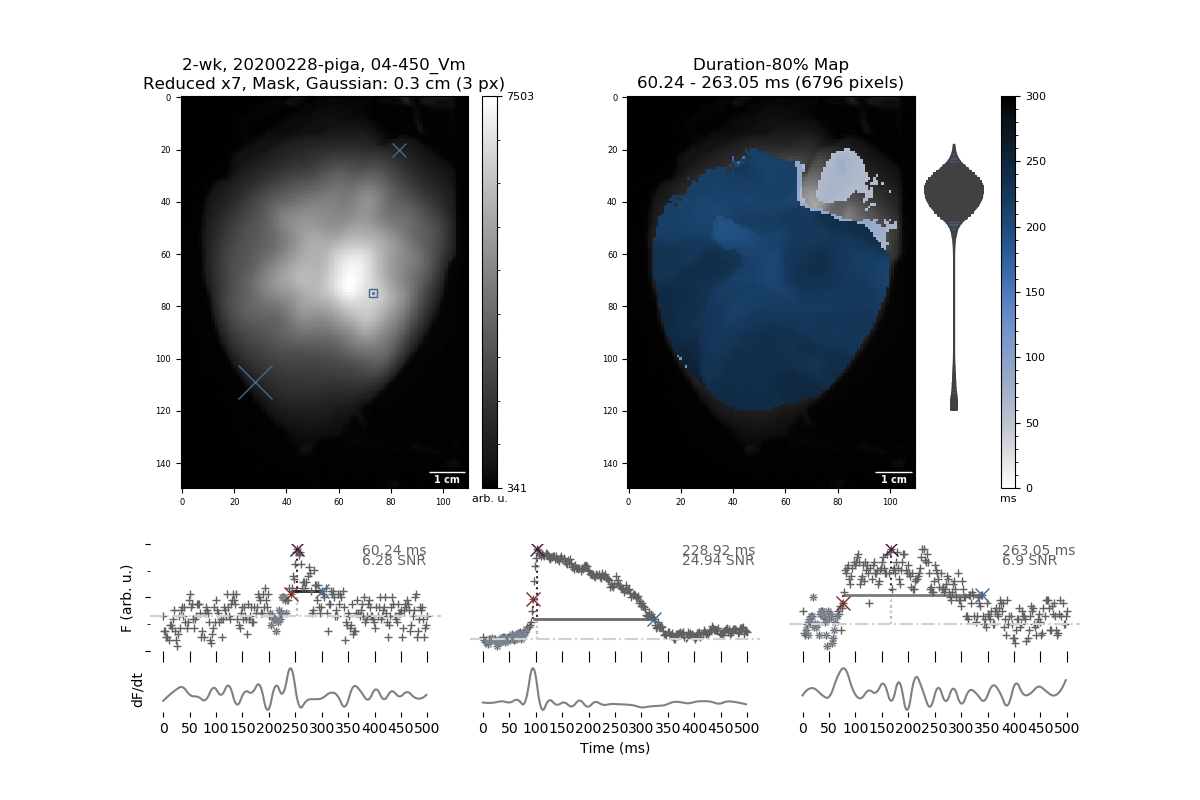 2-wk, 20200228-piga, 04-450_Vm
Reduced x7, Mask, Gaussian: 0.3 cm (3 px)
0
20
40
60
80
100
120
140
0 20 40 60 80 100
1 cm
7503
341
arb. u.
Duration-80% Map
60.24 - 263.05 ms (6796 pixels)
0
20
40
60
80
100
120
140
0 20 40 60 80 100
1 cm
300
250
200
150
100
50
0
ms
F (arb. u.)
60.24 ms
6.28 SNR
228.92 ms
24.94 SNR
263.05 ms
6.9 SNR
dF/dt
0 50 100 150 200 250 300 350 400 450 500
0 50 100 150 200 250 300 350 400 450 500
0 50 100 150 200 250 300 350 400 450 500
Time (ms)